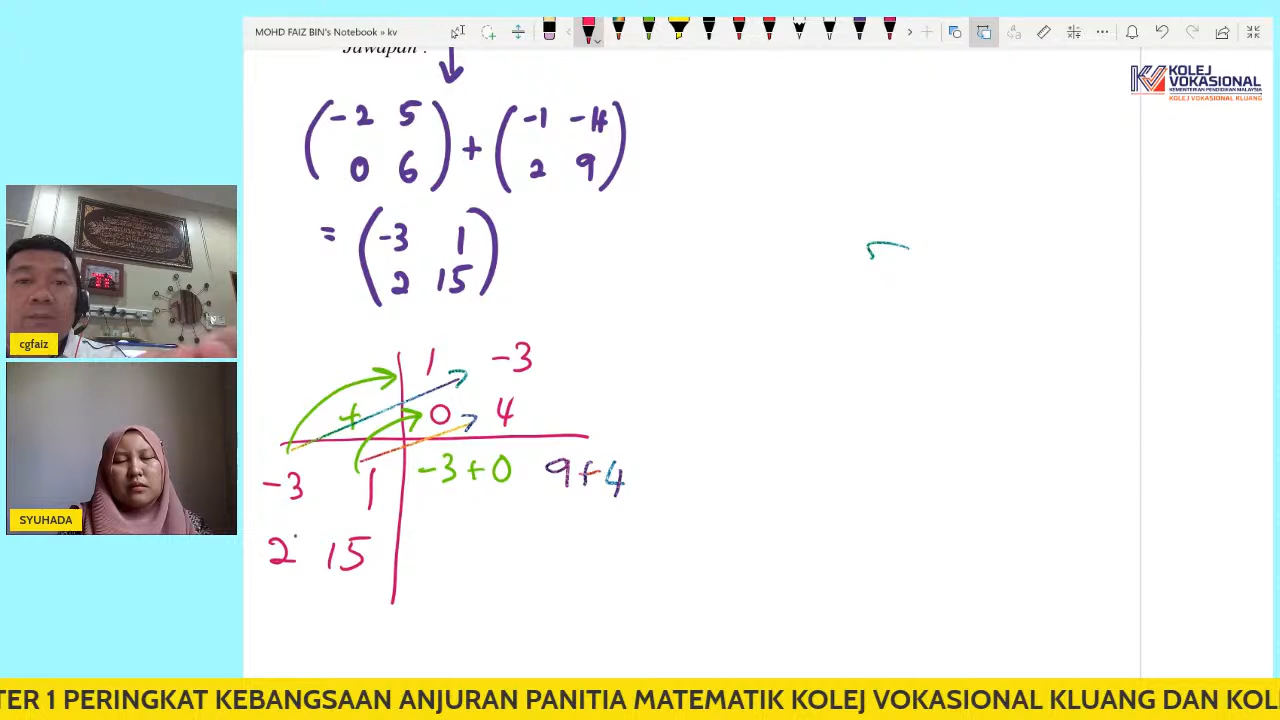 MOHD FAIZ BIN's Notebook » kv
Jawapan :
KOLEJ
VOKASIONAL
KEMENTERIAN PENDIDIKAN MALAYSIA
KOLEJ VOKASIONAL KLUANG
-2 5 -1 -4
0 6 + 2 9
= -3 1
2 15
cgfaiz
1 -3
+ 0 4
-3 1 -3+0 9+4
SYUHADA
2 15
TER 1 PERINGKAT KEBANGSAAN ANJURAN PANITIA MATEMATIK KOLEJ VOKASIONAL KLUANG DAN KOL